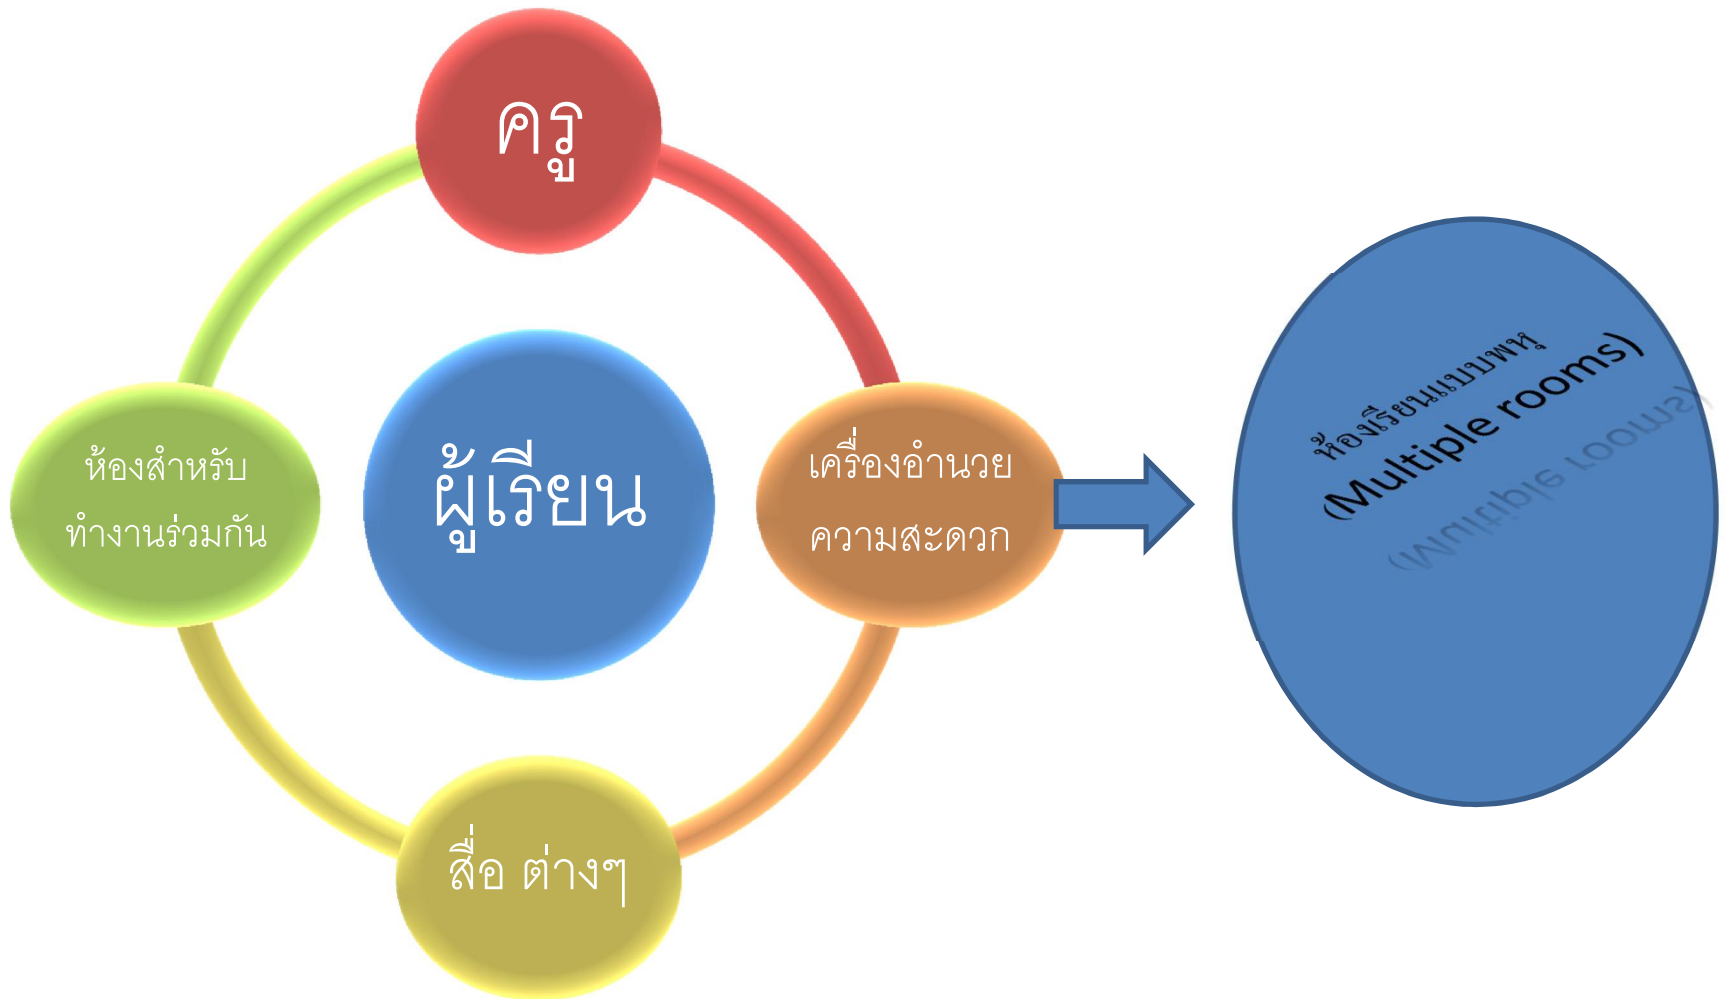 ครู
ห้องสำหรับ
ทำงานร่วมกัน
ผู้เรียน
เครื่องอำนวย
ความสะดวก
สื่อ ต่างๆ
ห้องเรียนแบบพหุ
(Multiple rooms)